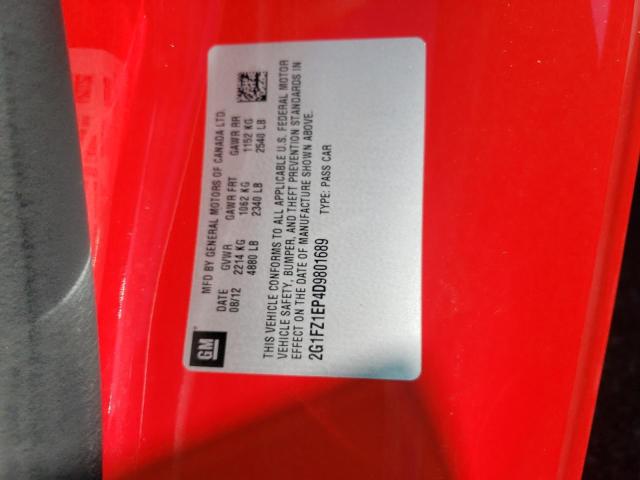 GM
MFD BY GENERAL MOTORS OF CANADA LTD.
DATE GVWR GAWR FRT GAWR RR
08/12 2214 KG 1062 KG 1152 KG
4880 LB 2340 LB 2540 LB
THIS VEHICLE CONFORMS TO ALL APPLICABLE U.S. FEDERAL MOTOR
VEHICLE SAFETY, BUMPER, AND THEFT PREVENTION STANDARDS IN
EFFECT ON THE DATE OF MANUFACTURE SHOWN ABOVE.
2G1FZ1EP4D9801689 TYPE: PASS CAR